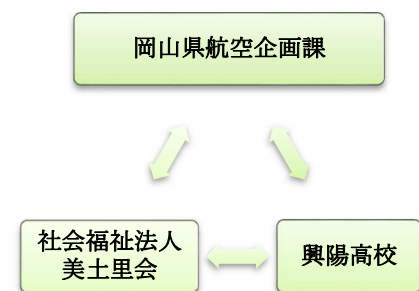 岡山県航空企画課
社会福祉法人
美土里会
興陽高校